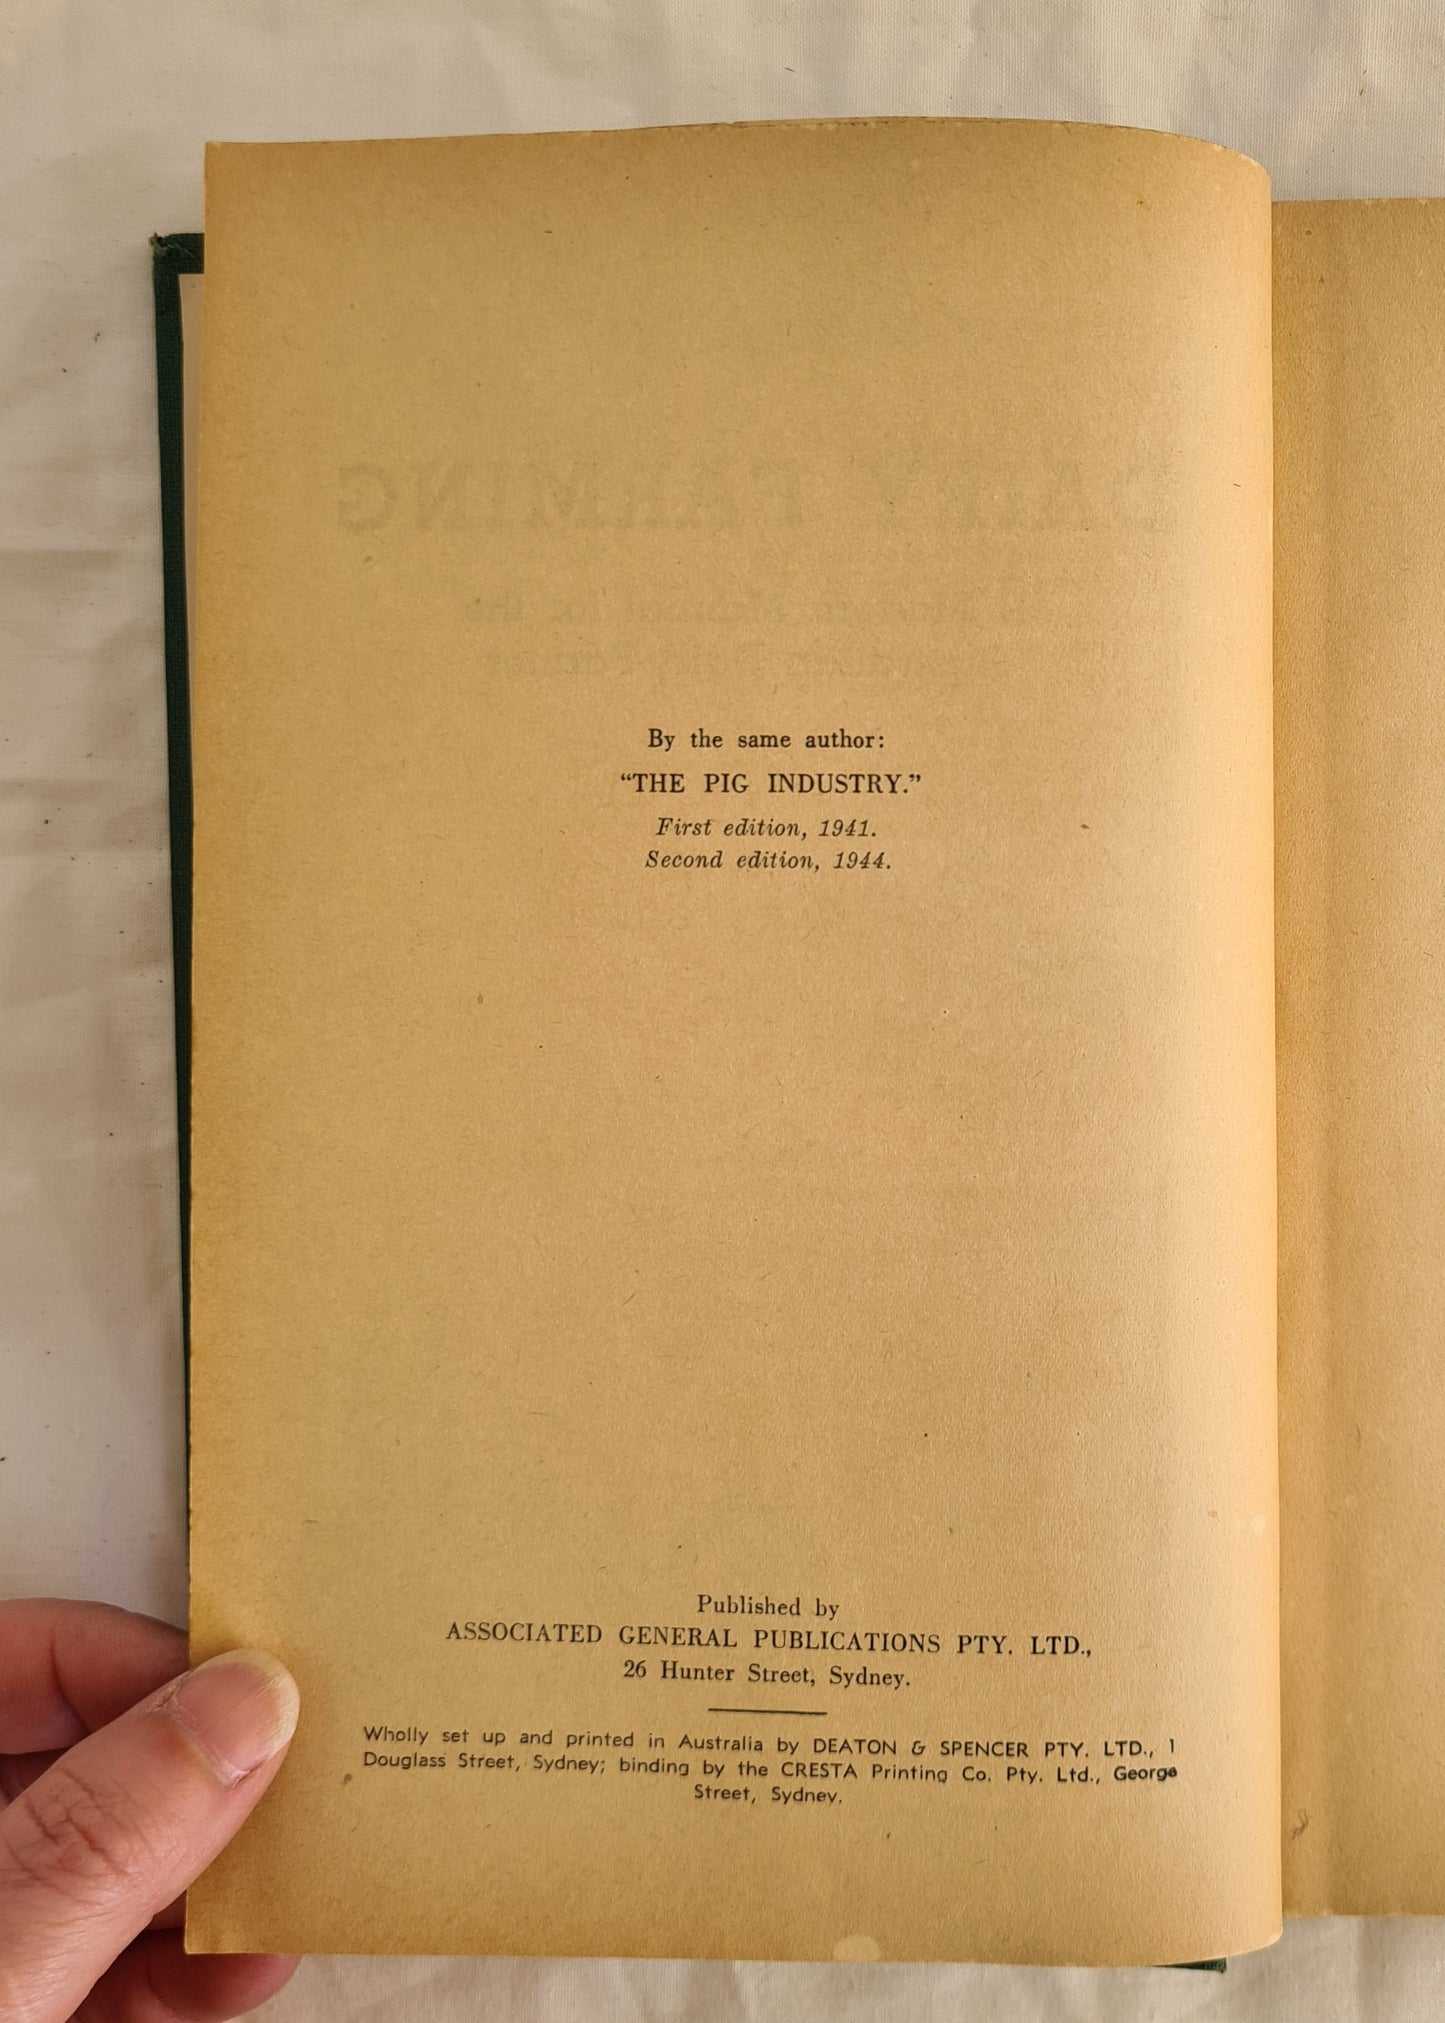 By the same author:
“THE PIG INDUSTRY.”
First edition, 1941.
Second edition, 1944.
Published by
ASSOCIATED GENERAL PUBLICATIONS PTY. LTD.,
26 Hunter Street, Sydney.
Wholly set up and printed in Australia by DEATON & SPENCER PTY. LTD., 1
Douglass Street, Sydney; binding by the CRESTA Printing Co. Pty. Ltd., George
Street, Sydney.